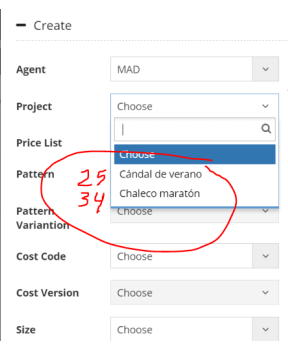 Create
Agent MAD
Project Choose
Price List
Choose
Pattern 25 Cándal de verano
34 Chaleco maratón
Pattern Variantion Choose
Cost Code Choose
Cost Version Choose
Size Choose